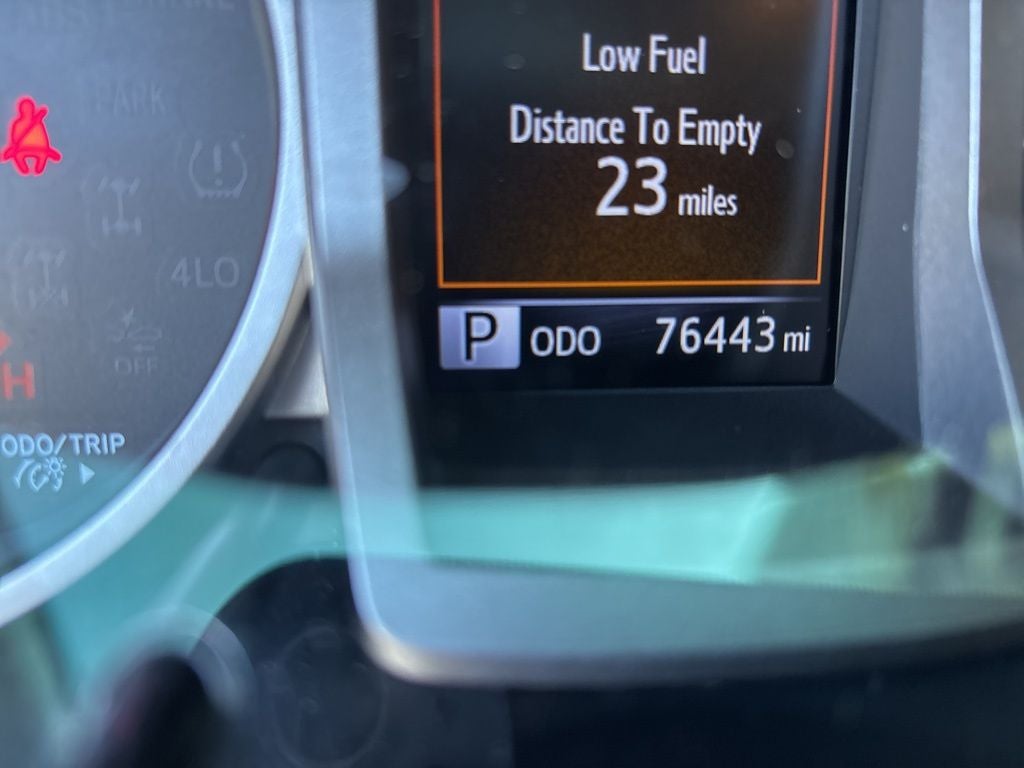 PARK
4LO
OFF
H
ODO/TRIP
Low Fuel
Distance To Empty
23 miles
P ODO 76443 mi